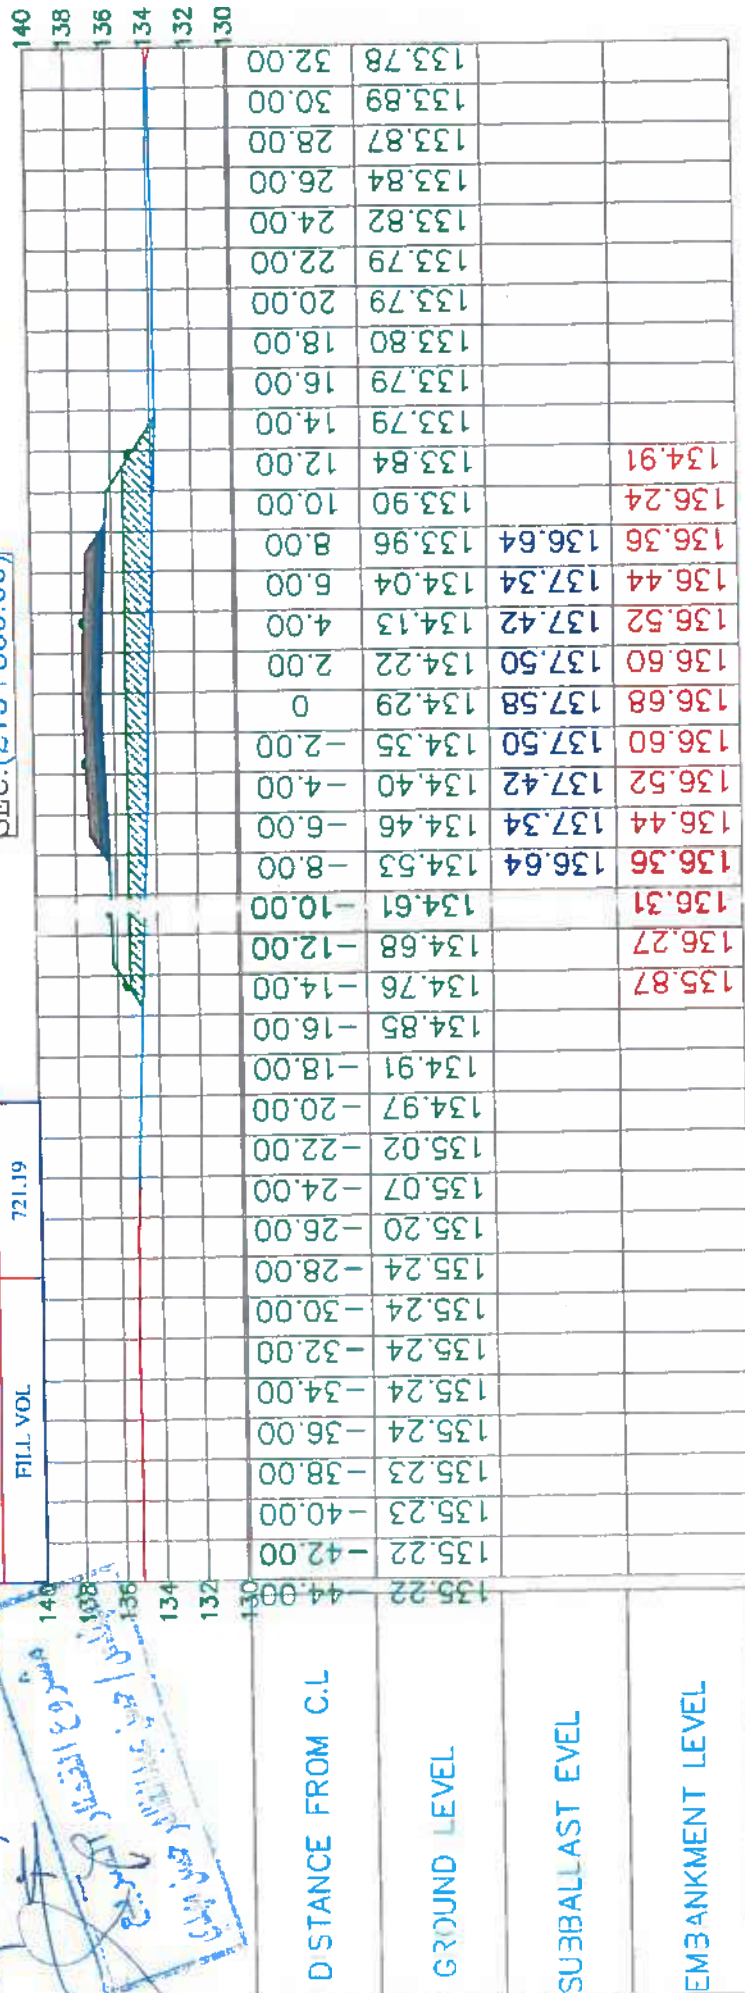 FILL VOL 721.19
140
138
136
134
132
130
140
138
136
134
132
130
DISTANCE FROM C.L -44.00 -42.00 -40.00 -38.00 -36.00 -34.00 -32.00 -30.00 -28.00 -26.00 -24.00 -22.00 -20.00 -18.00 -16.00 -14.00 -12.00 -10.00 -8.00 -6.00 -4.00 -2.00 0 2.00 4.00 6.00 8.00 10.00 12.00 14.00 16.00 18.00 20.00 22.00 24.00 26.00 28.00 30.00 32.00
GROUND LEVEL 135.22 135.22 135.23 135.23 135.24 135.24 135.24 135.24 135.24 135.20 135.07 135.02 134.97 134.91 134.85 134.76 134.68 134.61 134.53 134.46 134.40 134.35 134.29 134.22 134.13 134.04 133.96 133.90 133.84 133.79 133.79 133.80 133.79 133.79 133.82 133.84 133.87 133.89 133.78
SUBBALLAST EVEL 136.64 137.34 137.42 137.50 137.58 137.50 137.42 137.34 136.64
EMBANKMENT LEVEL 135.87 136.27 136.31 136.36 136.44 136.52 136.60 136.68 136.60 136.52 136.44 136.36 136.24 134.91